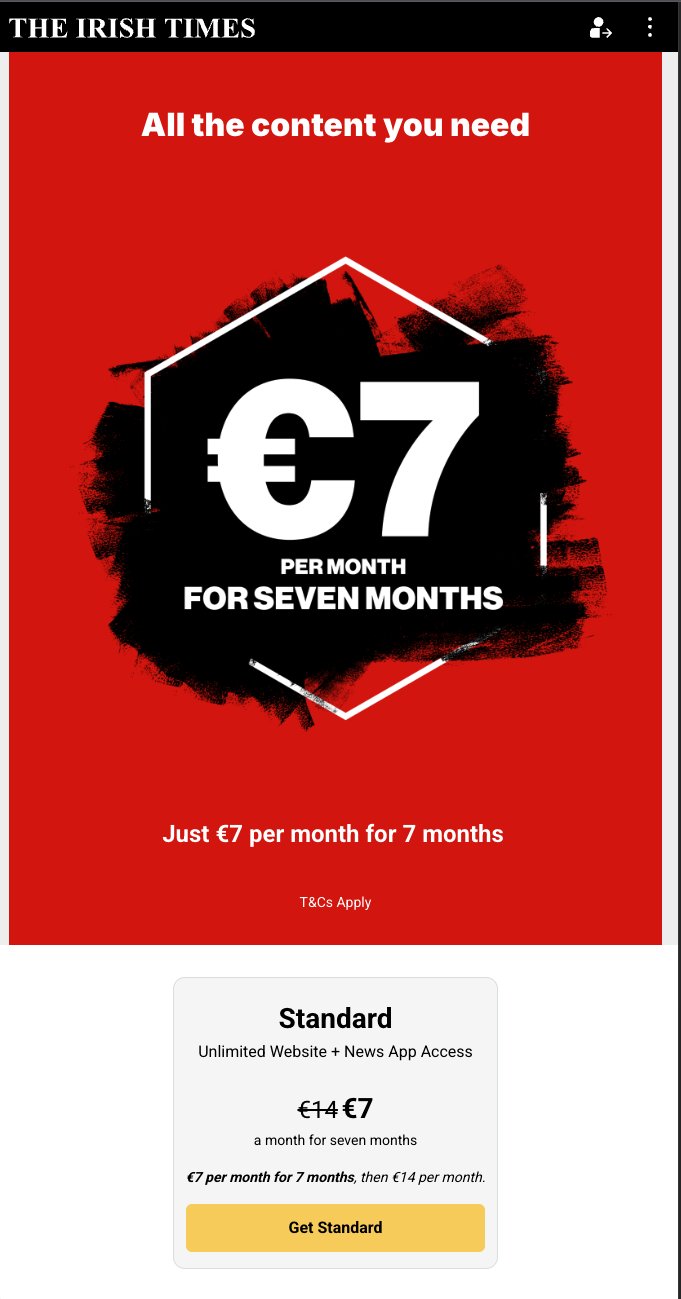 THE IRISH TIMES
All the content you need
€7
PER MONTH
FOR SEVEN MONTHS
Just €7 per month for 7 months
T&Cs Apply
Standard
Unlimited Website + News App Access
€14 €7
a month for seven months
€7 per month for 7 months, then €14 per month.
Get Standard